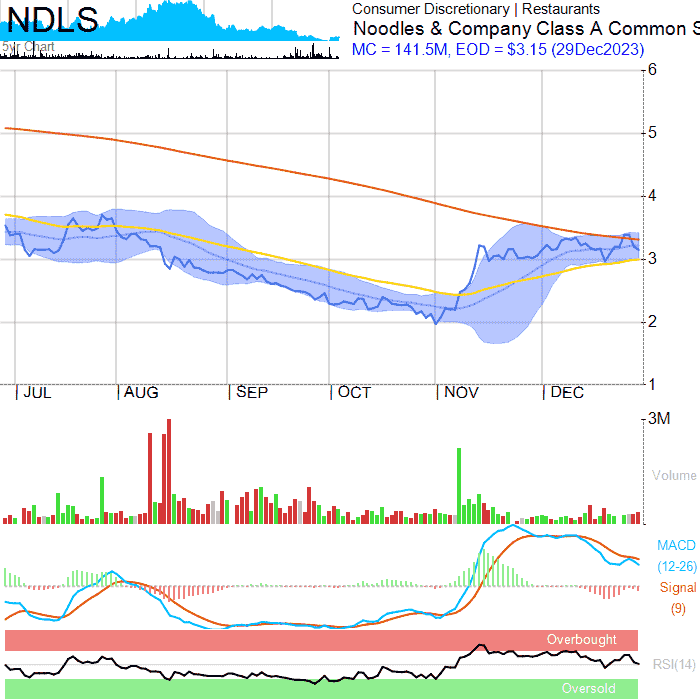 NDLS
5yr Chart
Consumer Discretionary | Restaurants
Noodles & Company Class A Common S
MC = 141.5M, EOD = $3.15 (29Dec2023)
6
5
4
3
2
1
JUL AUG SEP OCT NOV DEC
3M
Volume
MACD
(12-26)
Signal
(9)
Overbought
RSI(14)
Oversold